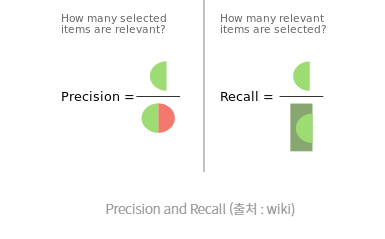 How many selected
items are relevant?
Precision =
How many relevant
items are selected?
Recall =
Precision and Recall (출처 : wiki)